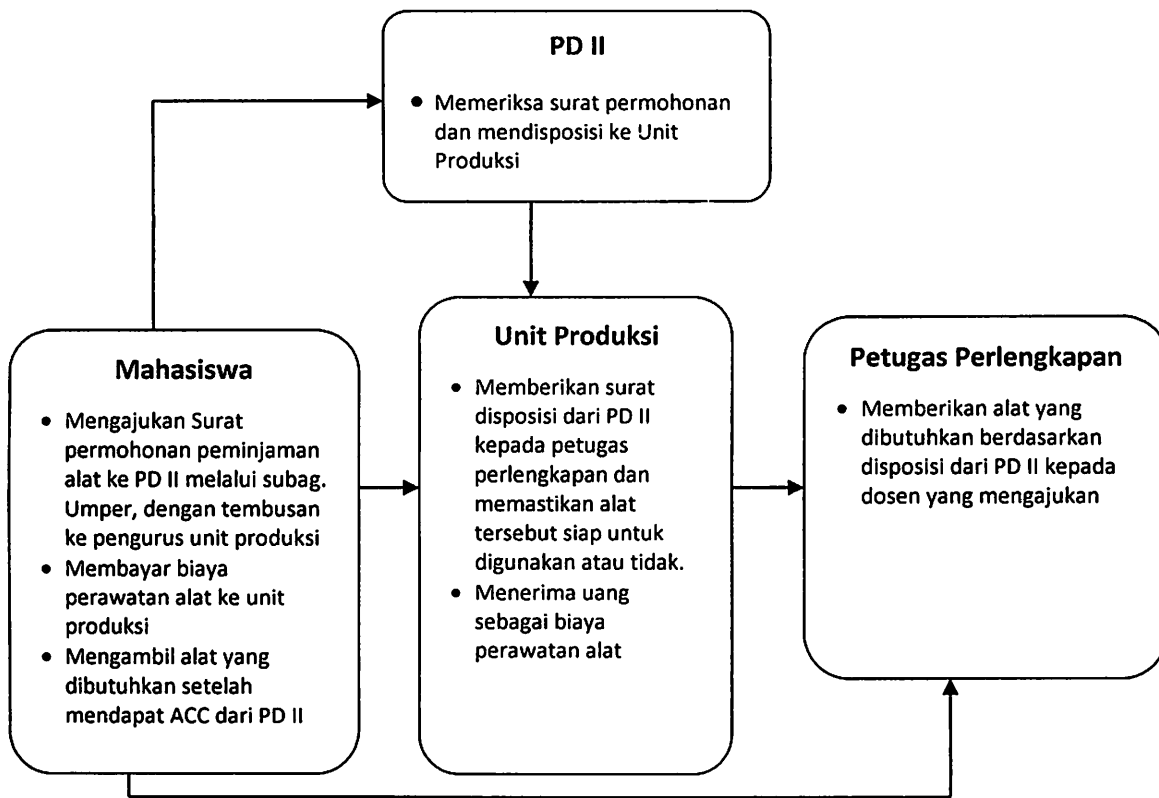 PD II
• Memeriksa surat permohonan
dan mendisposisi ke Unit
Produksi
Mahasiswa
• Mengajukan Surat
permohonan peminjaman
alat ke PD II melalui subag.
Umper, dengan tembusan
ke pengurus unit produksi
• Membayar biaya
perawatan alat ke unit
produksi
• Mengambil alat yang
dibutuhkan setelah
mendapat ACC dari PD II
Unit Produksi
• Memberikan surat
disposisi dari PD II
kepada petugas
perlengkapan dan
memastikan alat
tersebut siap untuk
digunakan atau tidak.
• Menerima uang
sebagai biaya
perawatan alat
Petugas Perlengkapan
• Memberikan alat yang
dibutuhkan berdasarkan
disposisi dari PD II kepada
dosen yang mengajukan